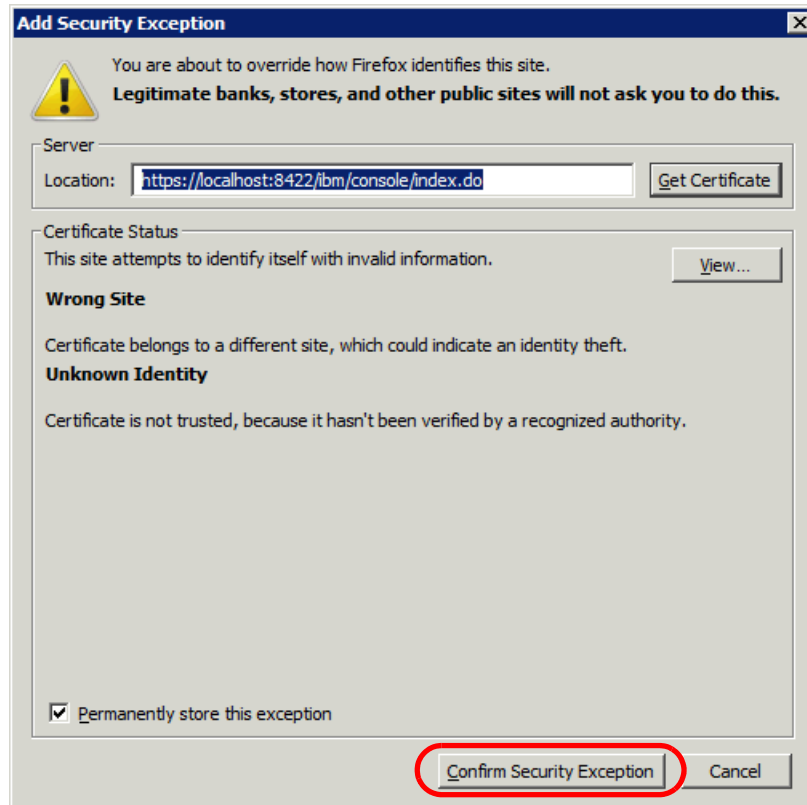 Add Security Exception
You are about to override how Firefox identifies this site.
Legitimate banks, stores, and other public sites will not ask you to do this.
Server
Location: https://localhost:8422/ibm/console/index.do Get Certificate
Certificate Status
This site attempts to identify itself with invalid information. View...
Wrong Site
Certificate belongs to a different site, which could indicate an identity theft.
Unknown Identity
Certificate is not trusted, because it hasn't been verified by a recognized authority.
Permanently store this exception
Confirm Security Exception Cancel